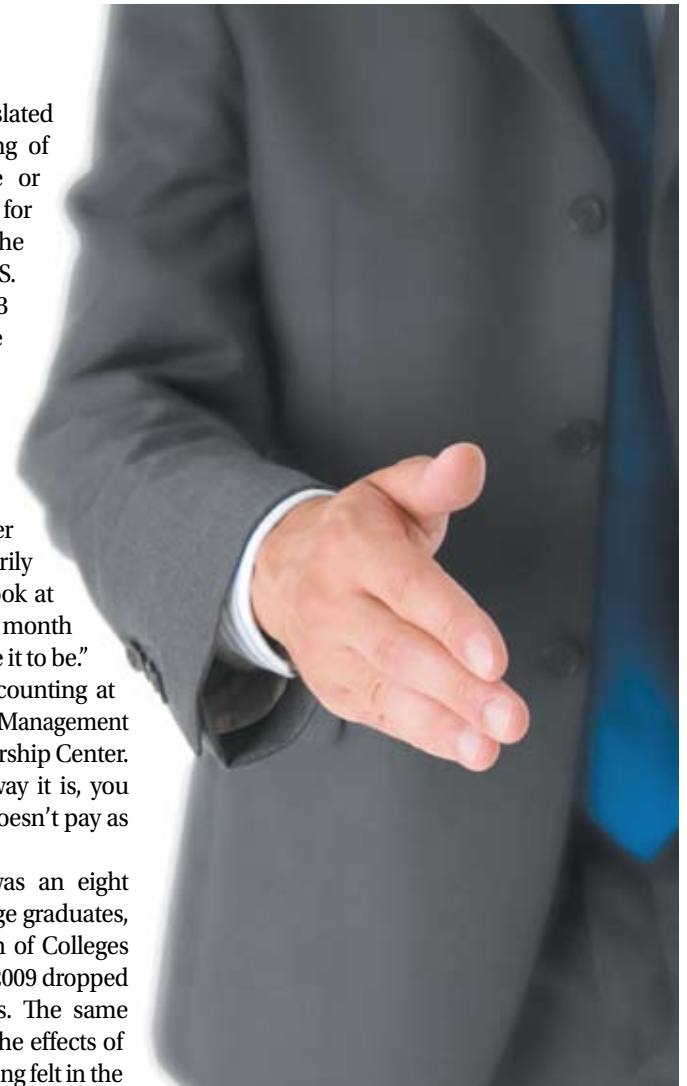 slated
ng of
e or
for
he
S.
3
e
er
rily
ok at
month
e it to be."
counting at
Management
rship Center.
way it is, you
oesn't pay as
was an eight
ge graduates,
n of Colleges
2009 dropped
s. The same
he effects of
ng felt in the